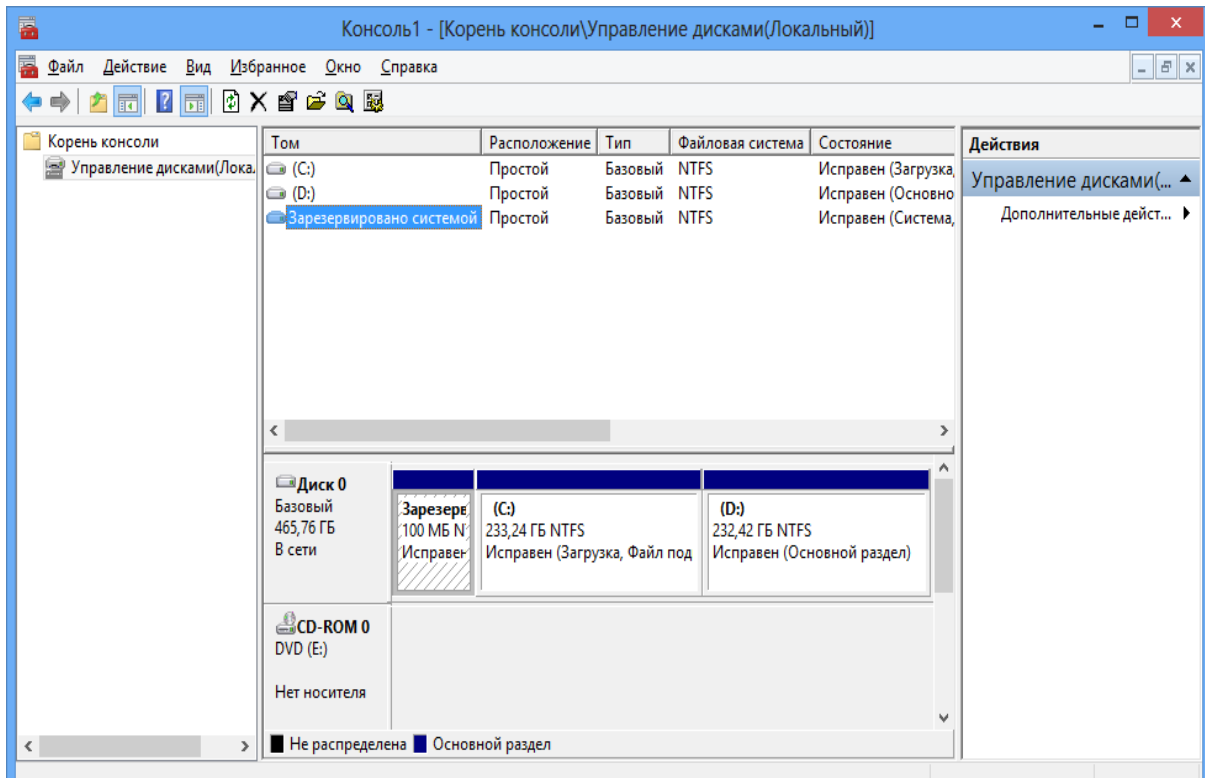 Консоль1 - [Корень консоли\Управление дисками(Локальный)]
Файл Действие Вид Избранное Окно Справка
Корень консоли
Управление дисками(Лока
Том Расположение Тип Файловая система Состояние
(C:) Простой Базовый NTFS Исправен (Загрузка,
(D:) Простой Базовый NTFS Исправен (Основно
Зарезервировано системой Простой Базовый NTFS Исправен (Система,
Действия
Управление дисками(...
Дополнительные дейст...
Диск 0
Базовый
465,76 ГБ
В сети
Зарезерв
100 МБ N
Исправен
(C:)
233,24 ГБ NTFS
Исправен (Загрузка, Файл под
(D:)
232,42 ГБ NTFS
Исправен (Основной раздел)
CD-ROM 0
DVD (E:)
Нет носителя
Не распределена Основной раздел